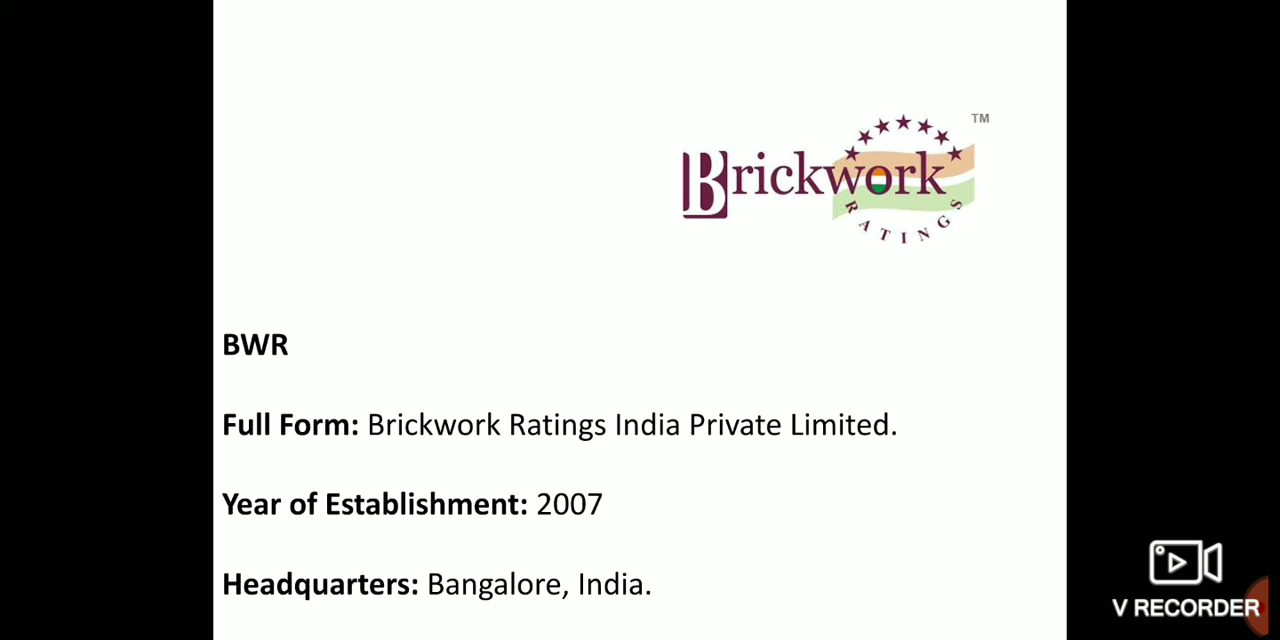 TM
Brickwork
RATINGS
BWR
Full Form: Brickwork Ratings India Private Limited.
Year of Establishment: 2007
Headquarters: Bangalore, India.
V RECORDER